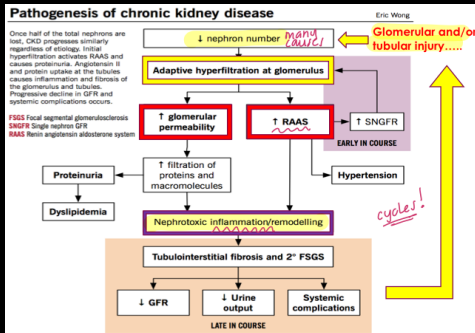 Pathogenesis of chronic kidney disease
Eric Wong
Once half of the total nephrons are
lost, CKD progresses similarly
regardless of etiology. Initial
hyperfiltration activates RAAS and
causes proteinuria. Angiotensin II
and protein uptake at the tubules
causes inflammation and fibrosis of
the glomerulus and tubules.
Progressive decline in GFR and
systemic complications occurs.
FSGS Focal segmental glomerulosclerosis
SNGFR Single nephron GFR
RAAS Renin angiotensin aldosterone system
↓ nephron number
many
causes!
Glomerular and/or
tubular injury.....
Adaptive hyperfiltration at glomerulus
↑ glomerular
permeability
↑ RAAS
↑ SNGFR
EARLY IN COURSE
↑ filtration of
proteins and
macromolecules
Proteinuria
Hypertension
Dyslipidemia
cycles!
Nephrotoxic inflammation/remodelling
Tubulointerstitial fibrosis and 2° FSGS
↓ GFR
↓ Urine
output
Systemic
complications
LATE IN COURSE